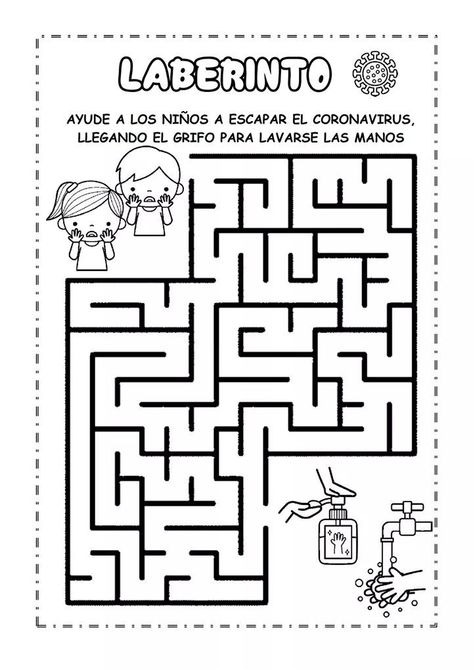 LABERINTO
AYUDE A LOS NIÑOS A ESCAPAR EL CORONAVIRUS,
LLEGANDO EL GRIFO PARA LAVARSE LAS MANOS